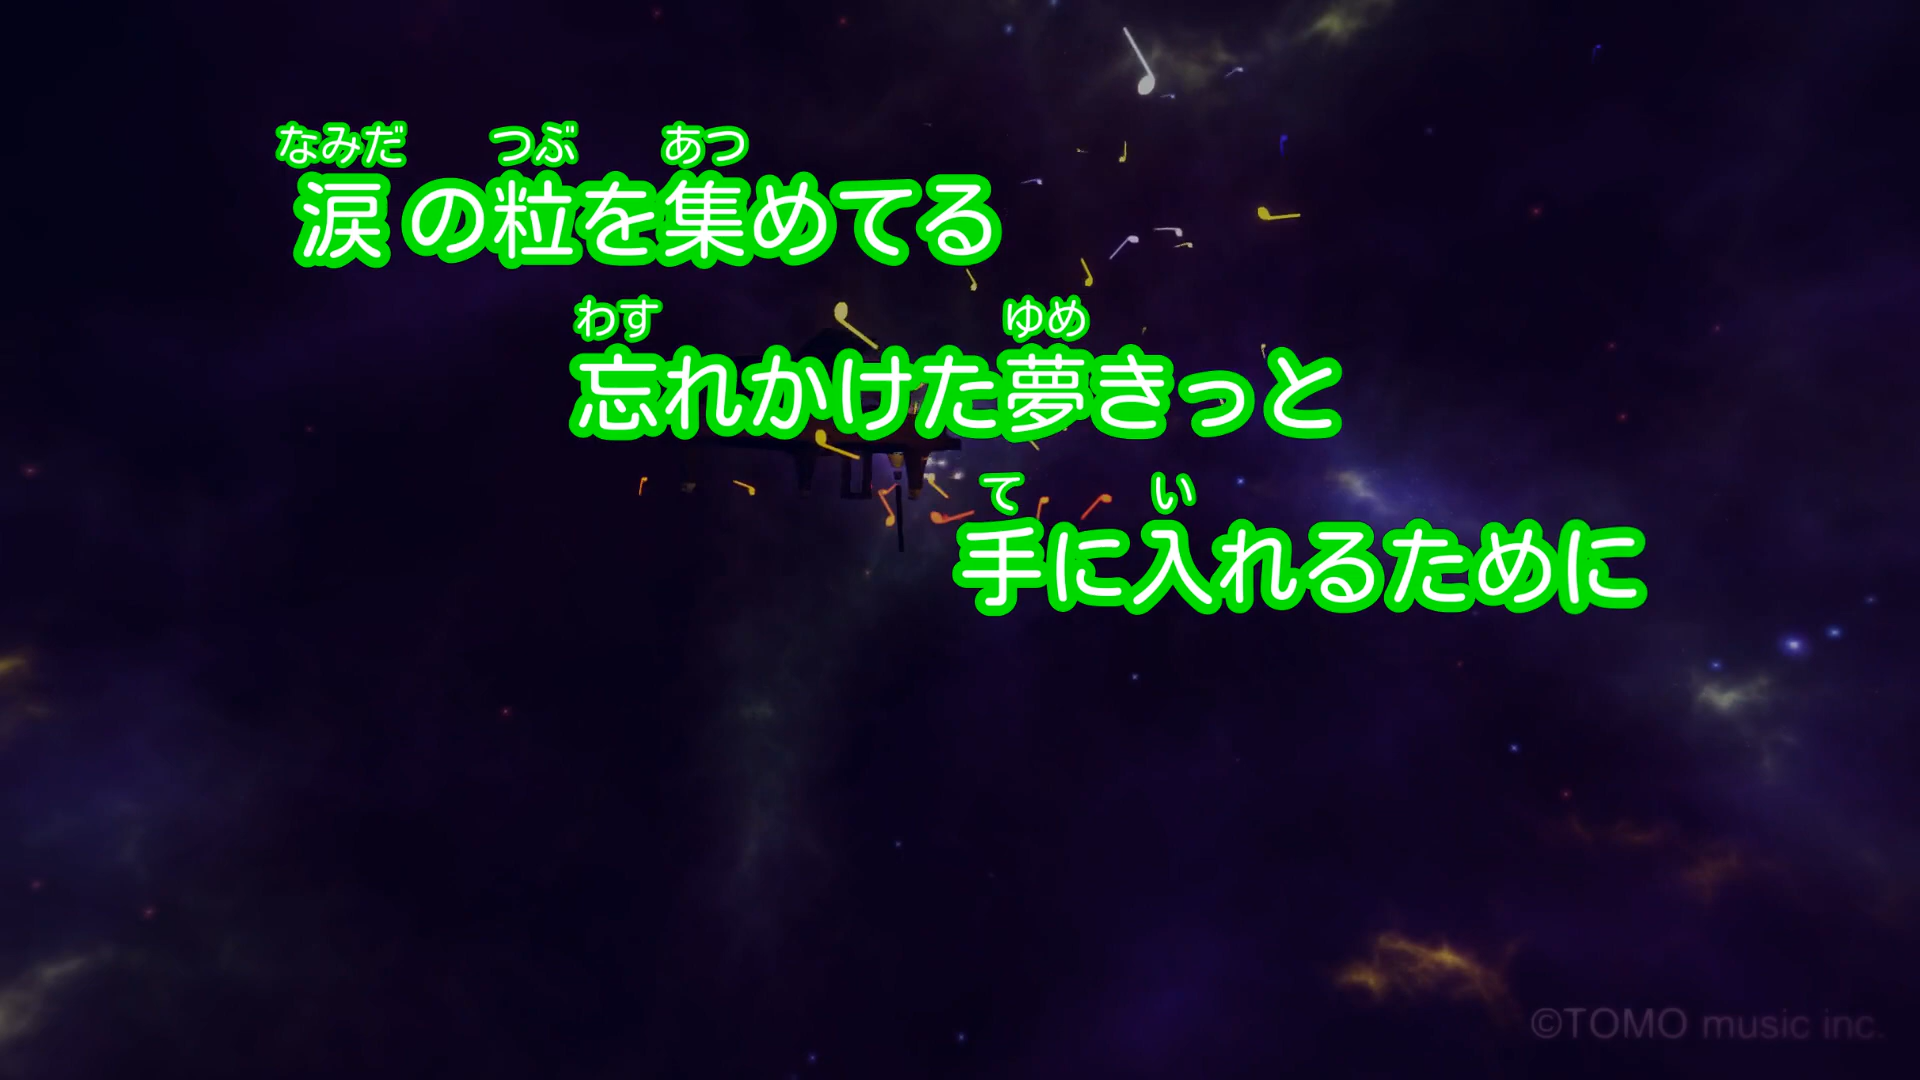 なみだ つぶ あつ
涙の粒を集めてる
わす ゆめ
忘れかけた夢きっと
て い
手に入れるために
©TOMO music inc.